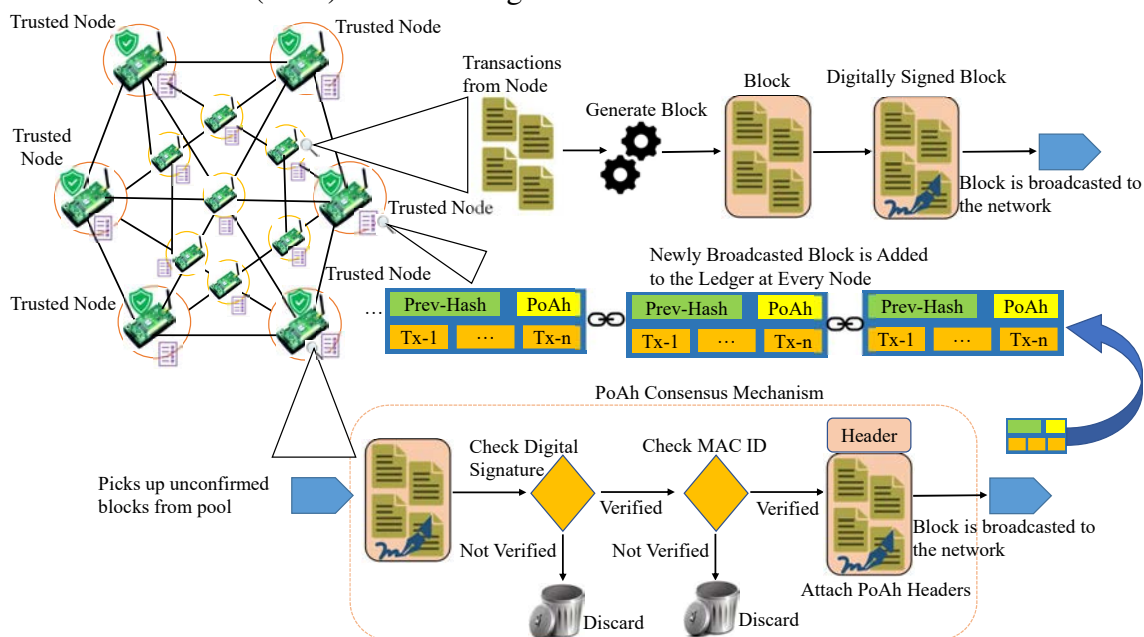 Trusted Node
Trusted Node
Trusted
Node
Trusted Node
Trusted Node
Trusted Node
Transactions
from Node
Generate Block
Block
Digitally Signed Block
Block is broadcasted to
the network
Newly Broadcasted Block is Added
to the Ledger at Every Node
...
Prev-Hash
PoAh
Tx-1
...
Tx-n
Prev-Hash
PoAh
Tx-1
...
Tx-n
Prev-Hash
PoAh
Tx-1
...
Tx-n
PoAh Consensus Mechanism
Picks up unconfirmed
blocks from pool
Check Digital
Signature
Verified
Not Verified
Discard
Check MAC ID
Verified
Not Verified
Discard
Header
Attach PoAh Headers
Block is broadcasted to
the network